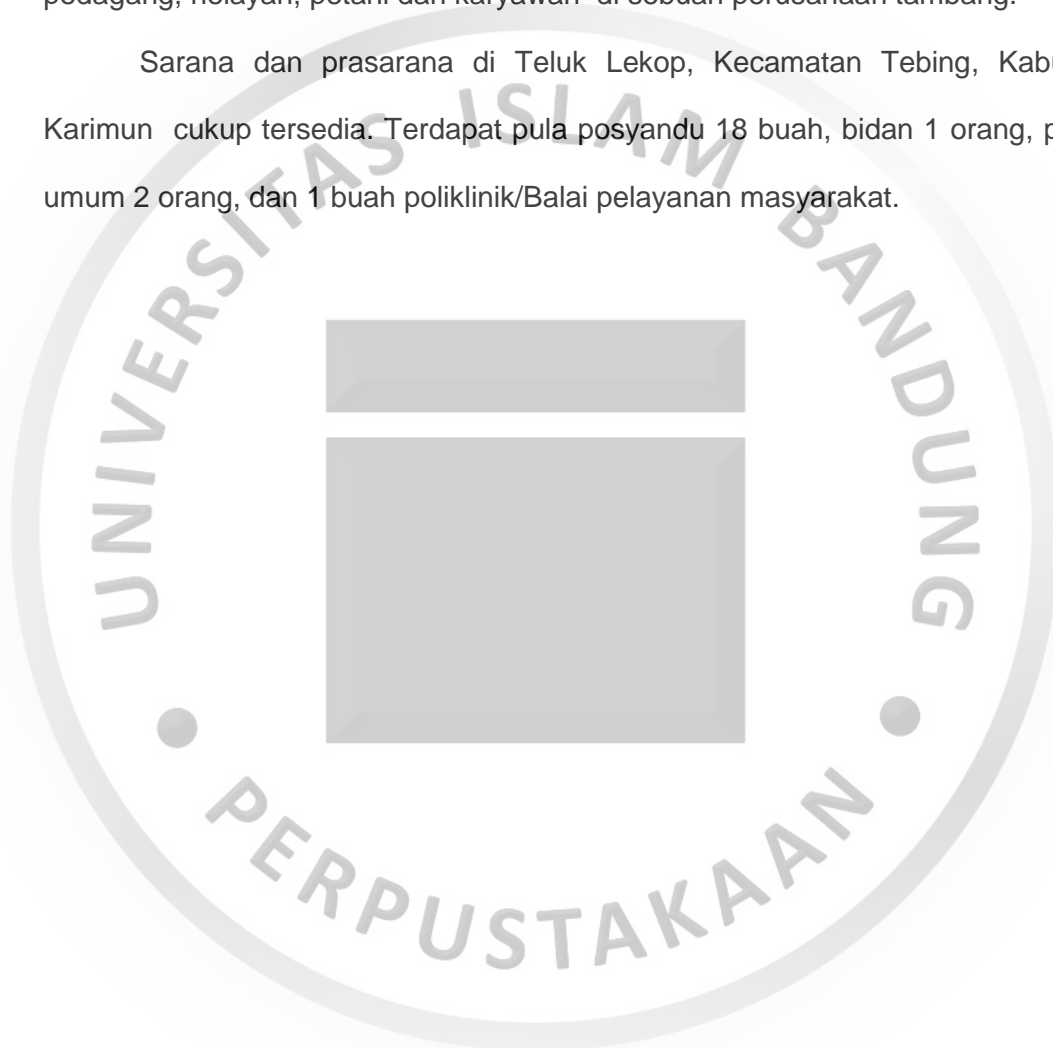 pedagang, nelayan, petani dan karyawan di sebuah perusahaan tambang.
Sarana dan prasarana di Teluk Lekop, Kecamatan Tebing,
Karimun cukup tersedia. Terdapat pula posyandu 18 buah, bidan 1 orang,
umum 2 orang, dan 1 buah poliklinik/Balai pelayanan masyarakat.
UNIVERSITAS ISLAM BANDUNG
PERPUSTAKAAN